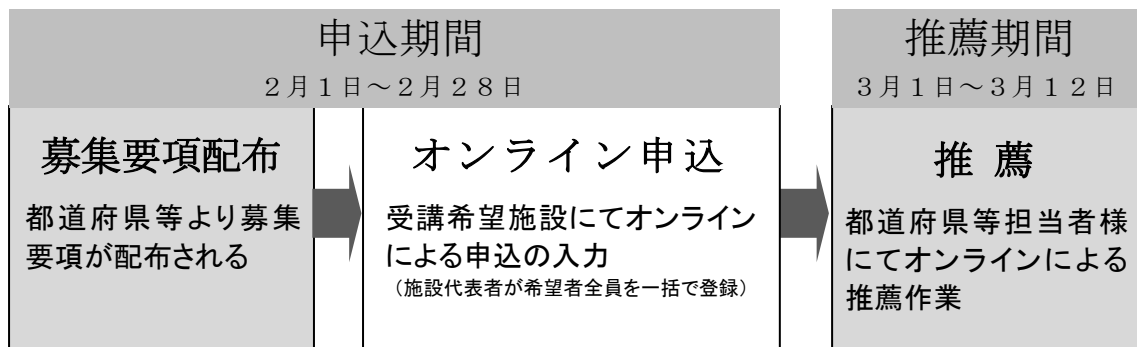 申込期間
２月１日～２月２８日
募集要項配布
都道府県等より募集
要項が配布される
オンライン申込
受講希望施設にてオンライン
による申込の入力
（施設代表者が希望者全員を一括で登録）
推薦期間
３月１日～３月１２日
推 薦
都道府県等担当者様
にてオンラインによる
推薦作業